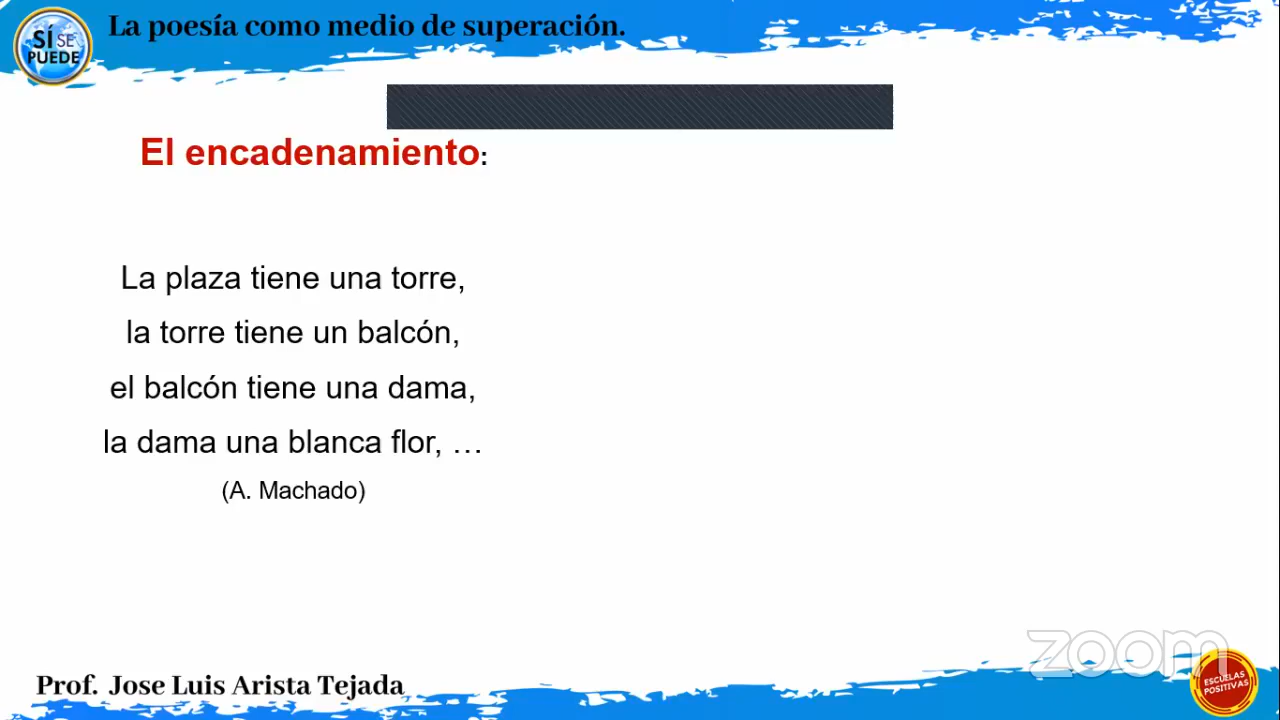 SÍ SE
PUEDE
La poesía como medio de superación.
El encadenamiento:
La plaza tiene una torre,
la torre tiene un balcón,
el balcón tiene una dama,
la dama una blanca flor, …
(A. Machado)
zoom
Prof. Jose Luis Arista Tejada
ESCUELAS
POSITIVAS